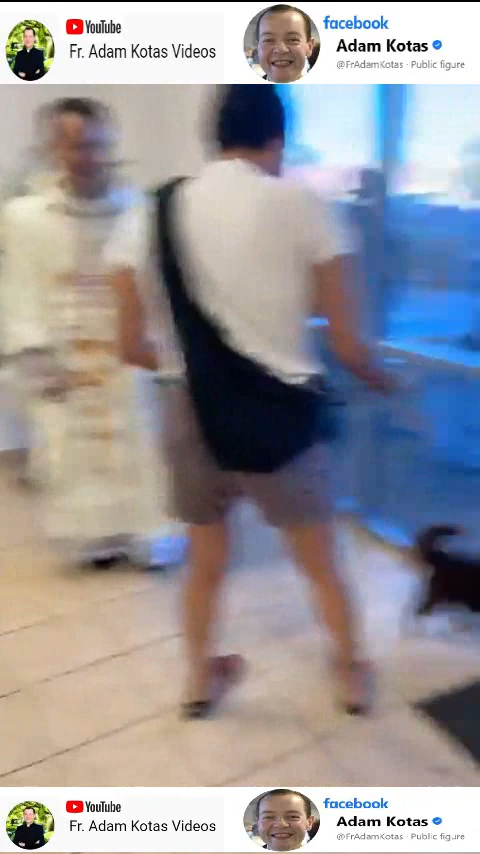 YouTube
Fr. Adam Kotas Videos
facebook
Adam Kotas
@FrAdamKotas · Public figure
YouTube
Fr. Adam Kotas Videos
facebook
Adam Kotas
@FrAdamKotas · Public figure